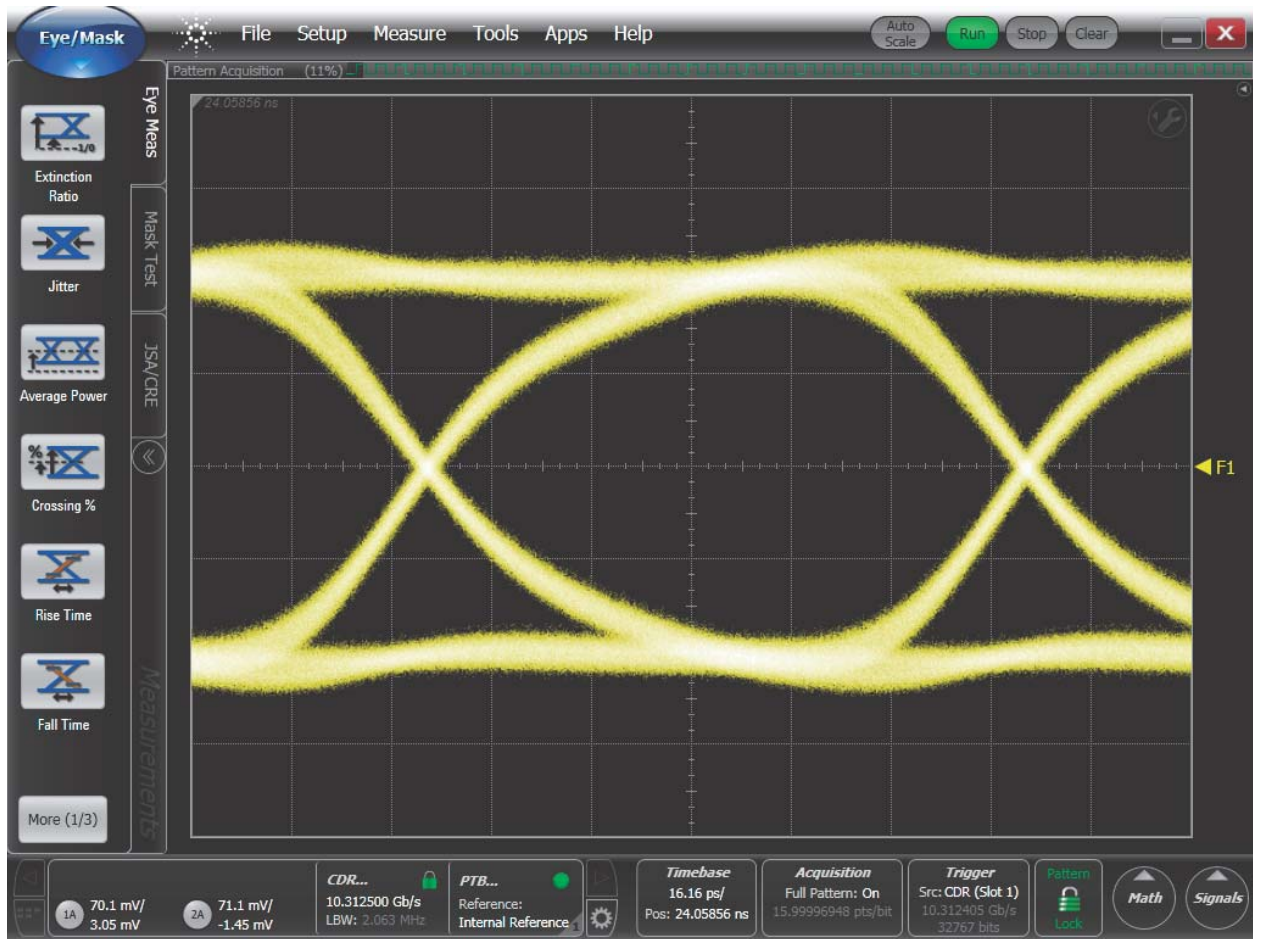 Eye/Mask
File Setup Measure Tools Apps Help
Auto
Scale
Run
Stop
Clear
Pattern Acquisition (11%)
24.05856 ns
Eye Meas
Mask Test
JSA/CRE
Measurements
1/0
Extinction
Ratio
Jitter
Average Power
%
Crossing %
Rise Time
Fall Time
More (1/3)
F1
1A
70.1 mV/
3.05 mV
2A
71.1 mV/
-1.45 mV
CDR...
10.312500 Gb/s
LBW: 2.063 MHz
PTB...
Reference:
Internal Reference
1
Timebase
16.16 ps/
Pos: 24.05856 ns
Acquisition
Full Pattern: On
15.99996948 pts/bit
Trigger
Src: CDR (Slot 1)
10.312405 Gb/s
32767 bits
Pattern
Lock
Math
Signals